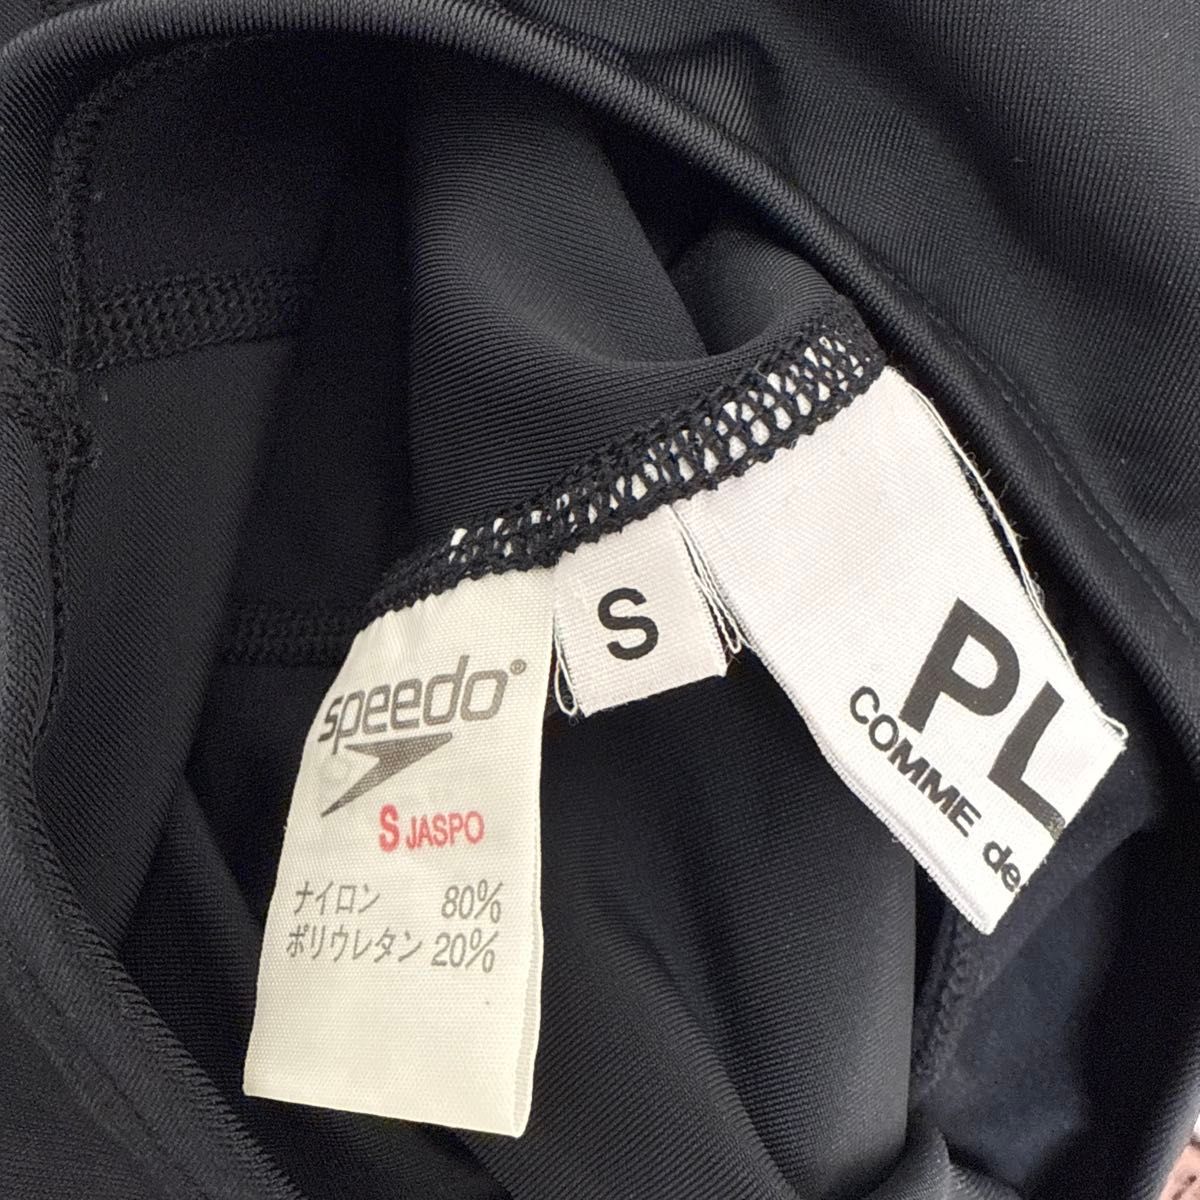 speedo®
S JASPO
ナイロン 80%
ポリウレタン 20%
S
PL
COMME de